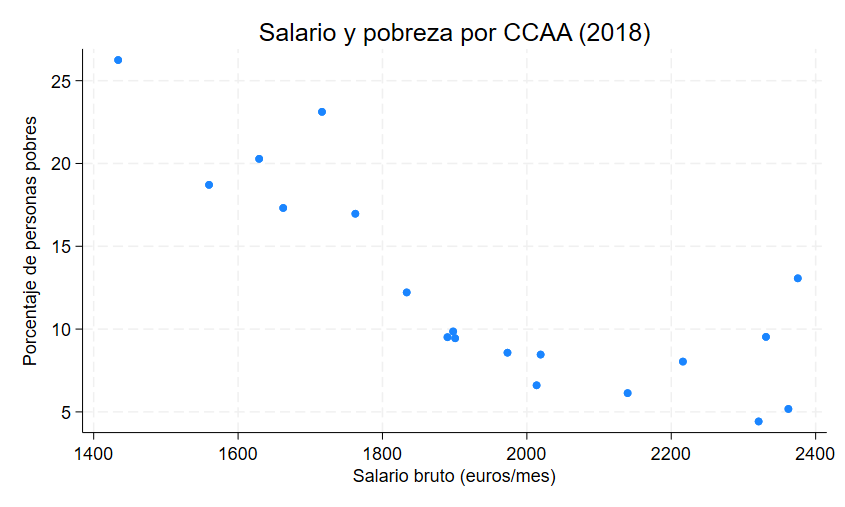 Salario y pobreza por CCAA (2018)
Porcentaje de personas pobres
25
20
15
10
5
1400 1600 1800 2000 2200 2400
Salario bruto (euros/mes)